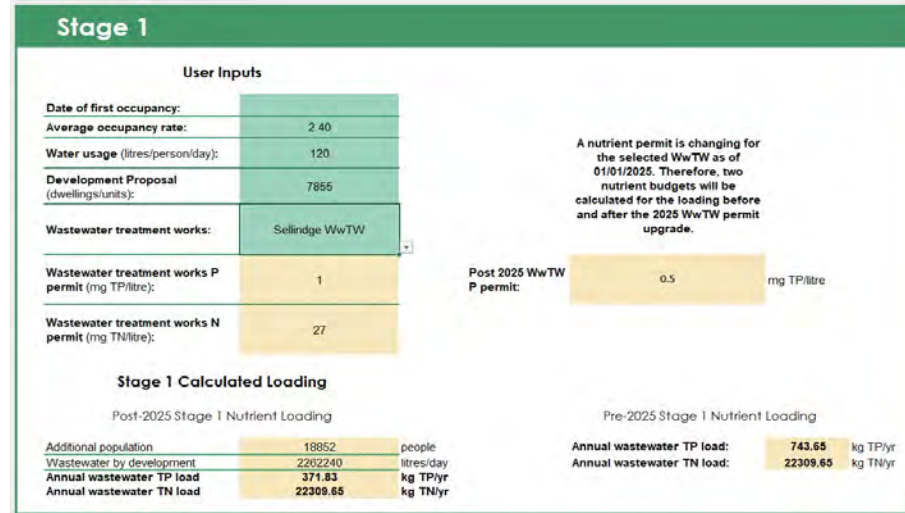 Stage 1
User Inputs
Date of first occupancy:
Average occupancy rate: 2.40
Water usage (litres/person/day): 120
Development Proposal
(dwellings/units): 7855
Wastewater treatment works: Sellindge WwTW
Wastewater treatment works P
permit (mg TP/litre): 1
Wastewater treatment works N
permit (mg TN/litre): 27
A nutrient permit is changing for
the selected WwTW as of
01/01/2025. Therefore, two
nutrient budgets will be
calculated for the loading before
and after the 2025 WwTW permit
upgrade.
Post 2025 WwTW
P permit: 0.5 mg TP/litre
Stage 1 Calculated Loading
Post-2025 Stage 1 Nutrient Loading
Additional population 18852 people
Wastewater by development 2262240 litres/day
Annual wastewater TP load 371.83 kg TP/yr
Annual wastewater TN load 22309.65 kg TN/yr
Pre-2025 Stage 1 Nutrient Loading
Annual wastewater TP load: 743.65 kg TP/yr
Annual wastewater TN load: 22309.65 kg TN/yr